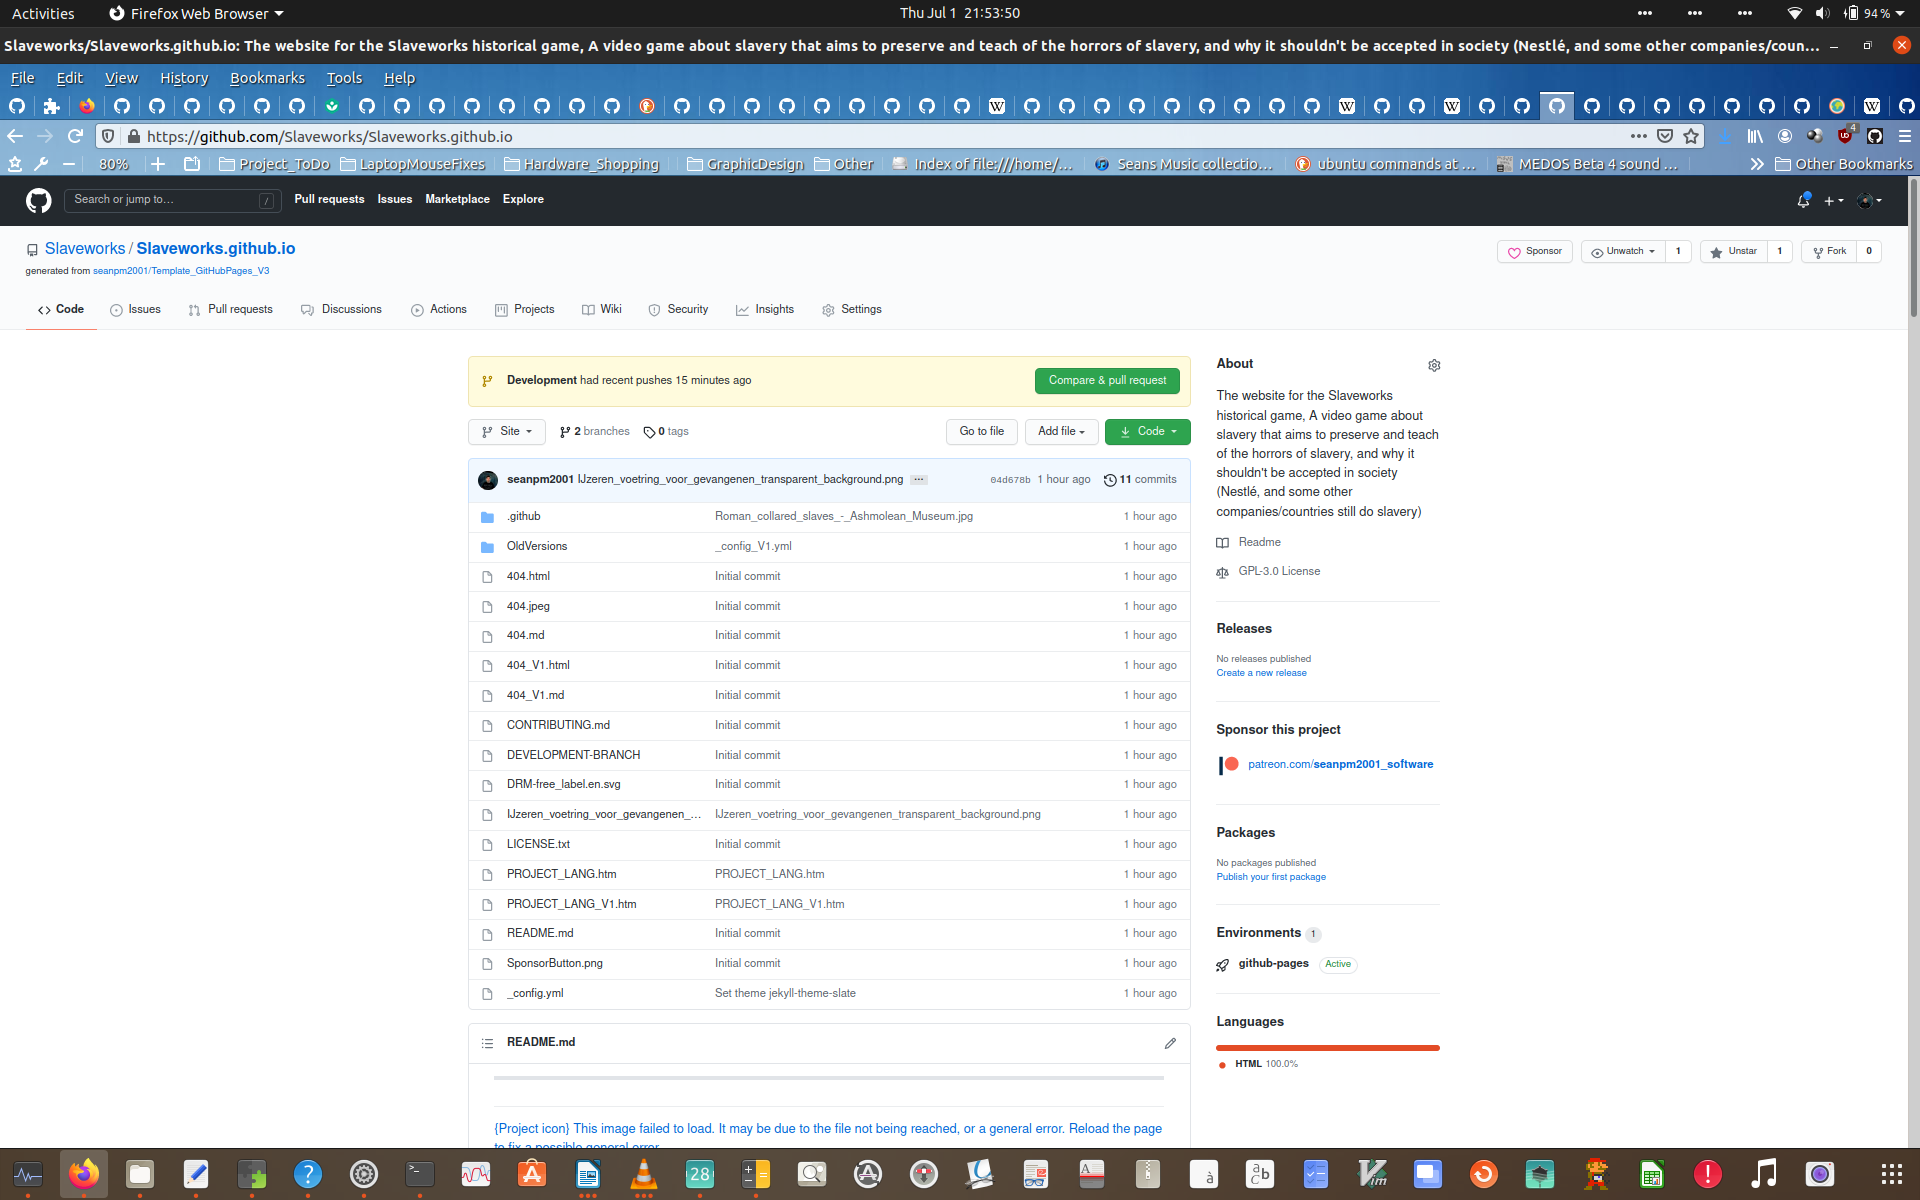 Activities Firefox Web Browser Thu Jul 1 21:53:50 94 %
Slaveworks/Slaveworks.github.io: The website for the Slaveworks historical game, A video game about slavery that aims to preserve and teach of the horrors of slavery, and why it shouldn't be accepted in society (Nestlé, and some other companies/coun…
File Edit View History Bookmarks Tools Help
https://github.com/Slaveworks/Slaveworks.github.io 4
80% Project_ToDo LaptopMouseFixes Hardware_Shopping GraphicDesign Other Index of file:///home/… Seans Music collectio… ubuntu commands at … MEDOS Beta 4 sound … Other Bookmarks
Search or jump to… / Pull requests Issues Marketplace Explore
Slaveworks / Slaveworks.github.io Sponsor Unwatch 1 Unstar 1 Fork 0
generated from seanpm2001/Template_GitHubPages_V3
Code Issues Pull requests Discussions Actions Projects Wiki Security Insights Settings
Development had recent pushes 15 minutes ago Compare & pull request
Site 2 branches 0 tags Go to file Add file Code
seanpm2001 IJzeren_voetring_voor_gevangenen_transparent_background.png ··· 04d678b 1 hour ago 11 commits
.github Roman_collared_slaves_-_Ashmolean_Museum.jpg 1 hour ago
OldVersions _config_V1.yml 1 hour ago
404.html Initial commit 1 hour ago
404.jpeg Initial commit 1 hour ago
404.md Initial commit 1 hour ago
404_V1.html Initial commit 1 hour ago
404_V1.md Initial commit 1 hour ago
CONTRIBUTING.md Initial commit 1 hour ago
DEVELOPMENT-BRANCH Initial commit 1 hour ago
DRM-free_label.en.svg Initial commit 1 hour ago
IJzeren_voetring_voor_gevangenen_… IJzeren_voetring_voor_gevangenen_transparent_background.png 1 hour ago
LICENSE.txt Initial commit 1 hour ago
PROJECT_LANG.htm PROJECT_LANG.htm 1 hour ago
PROJECT_LANG_V1.htm PROJECT_LANG_V1.htm 1 hour ago
README.md Initial commit 1 hour ago
SponsorButton.png Initial commit 1 hour ago
_config.yml Set theme jekyll-theme-slate 1 hour ago
README.md
{Project icon} This image failed to load. It may be due to the file not being reached, or a general error. Reload the page
to fix a possible general error.
About
The website for the Slaveworks
historical game, A video game about
slavery that aims to preserve and teach
of the horrors of slavery, and why it
shouldn't be accepted in society
(Nestlé, and some other
companies/countries still do slavery)
Readme
GPL-3.0 License
Releases
No releases published
Create a new release
Sponsor this project
patreon.com/seanpm2001_software
Packages
No packages published
Publish your first package
Environments 1
github-pages Active
Languages
HTML 100.0%
28